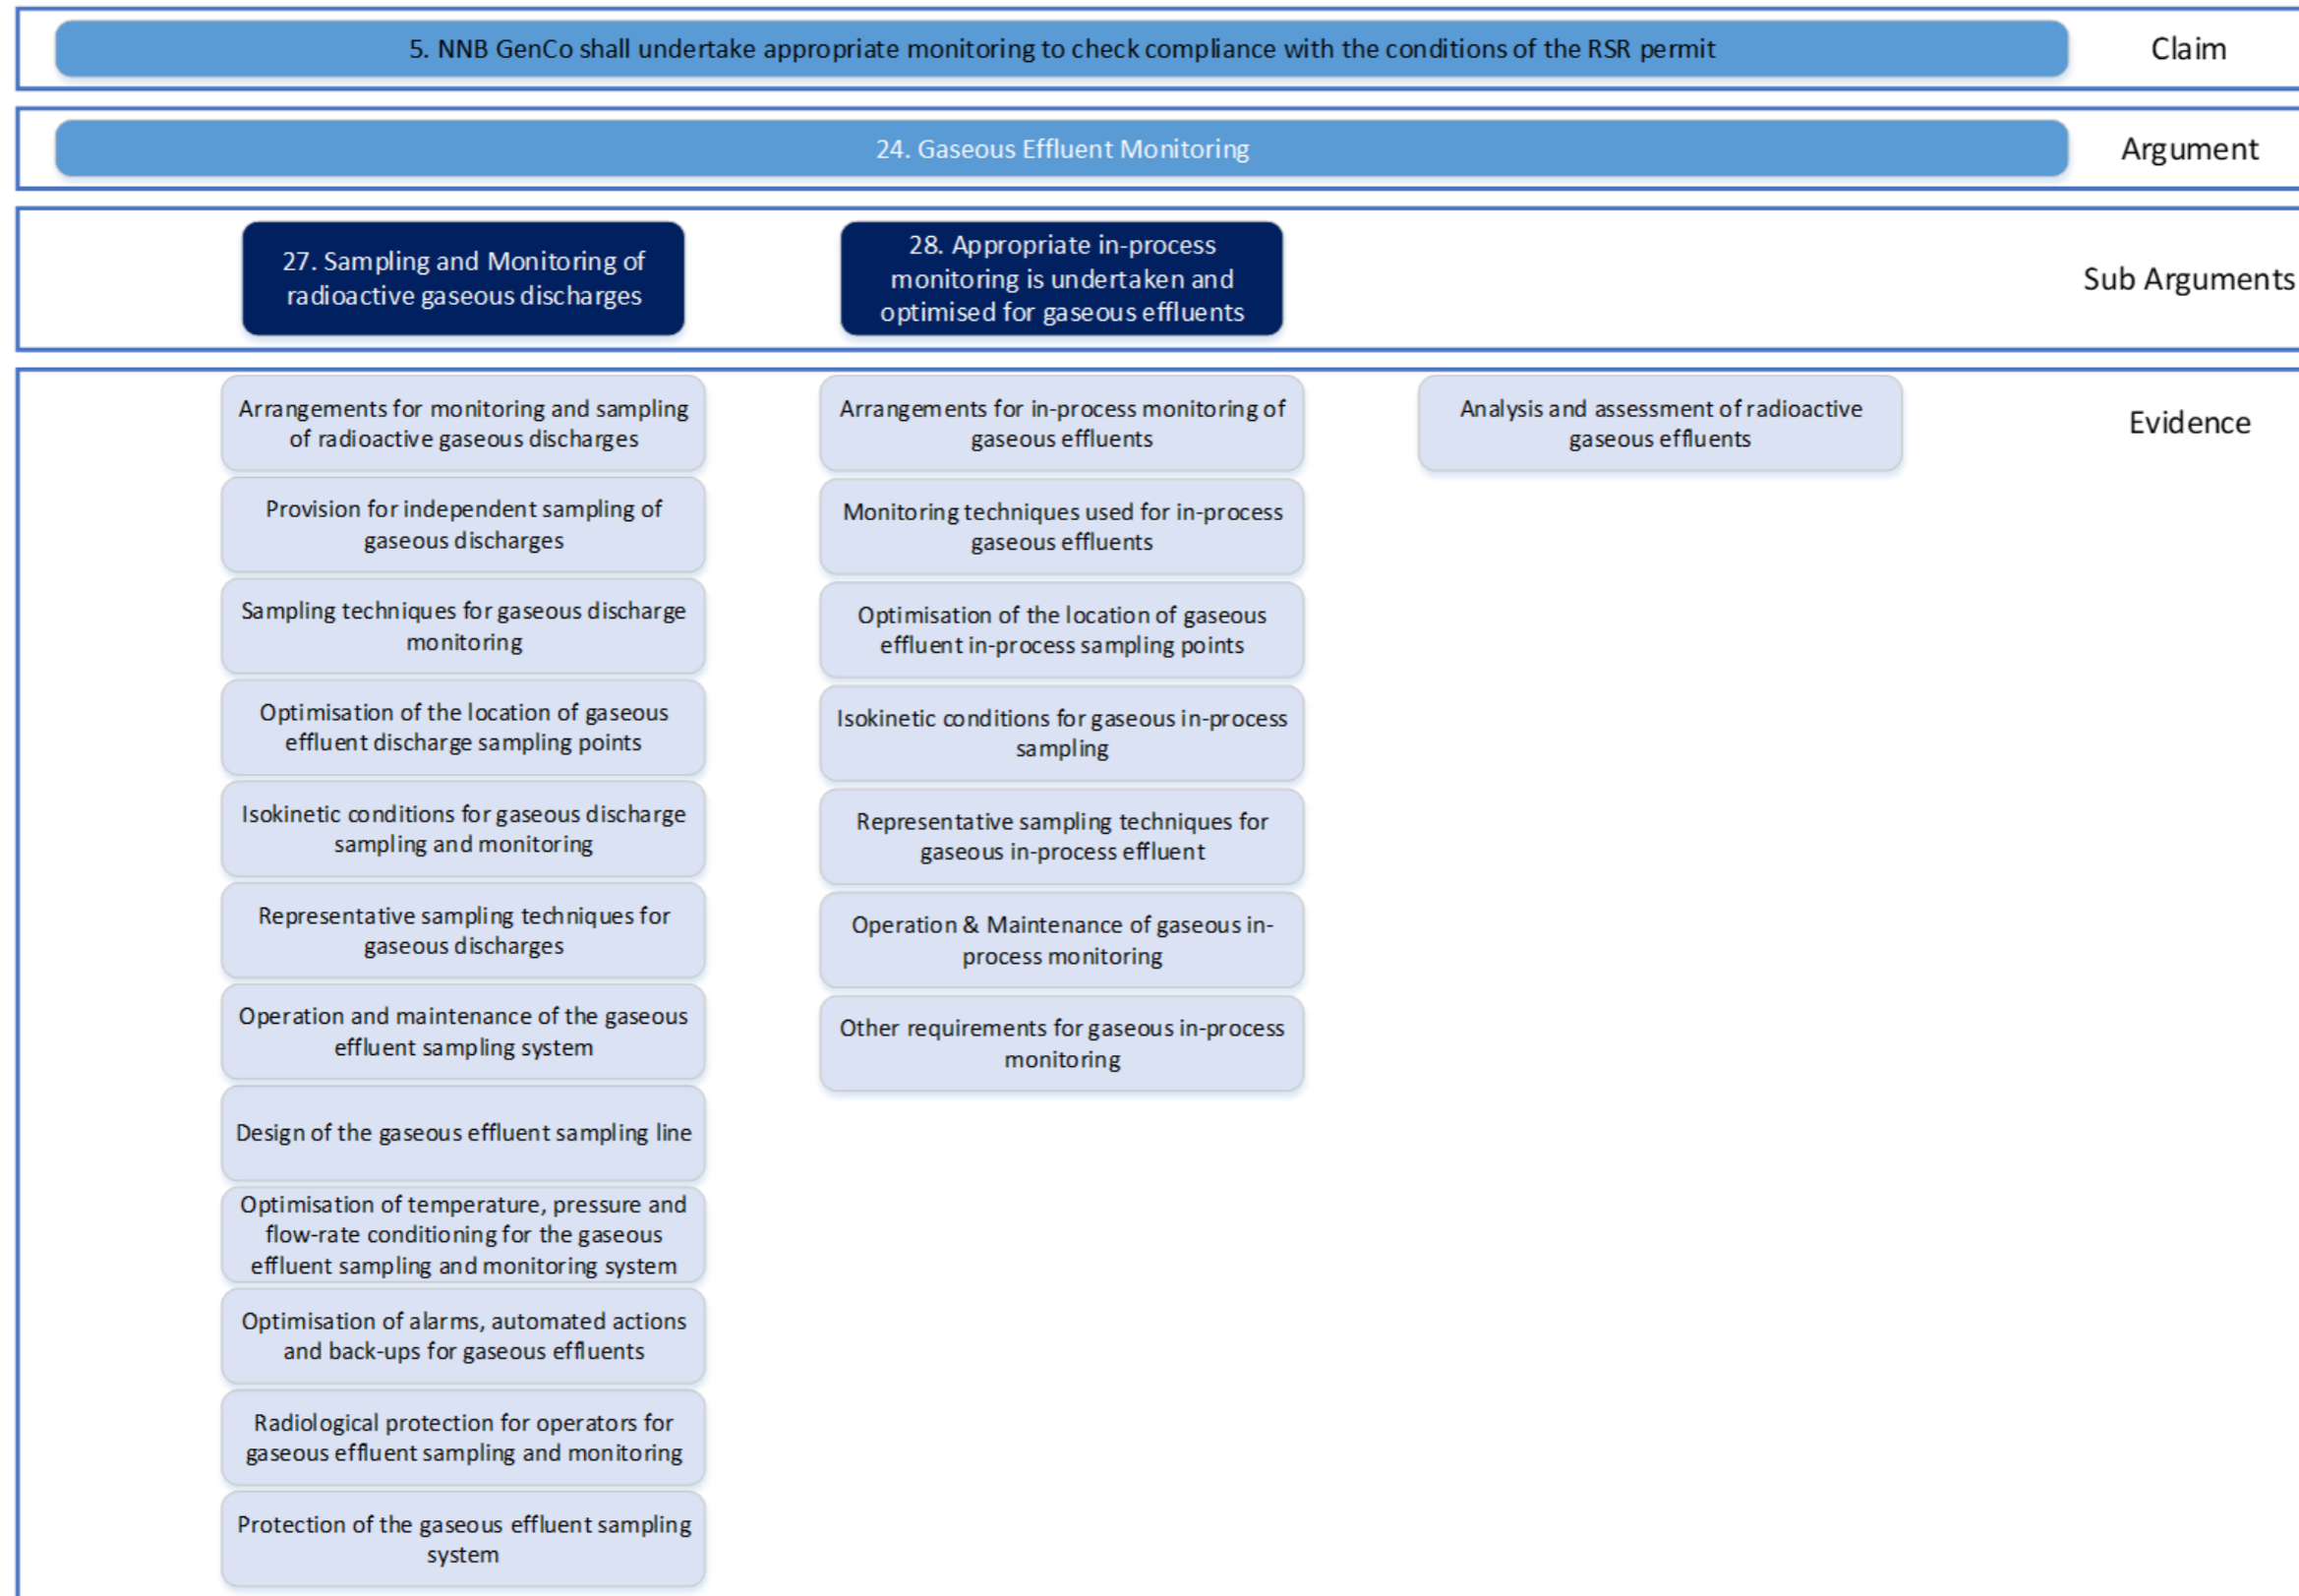 5. NNB GenCo shall undertake appropriate monitoring to check compliance with the conditions of the RSR permit
Claim
24. Gaseous Effluent Monitoring
Argument
27. Sampling and Monitoring of
radioactive gaseous discharges
28. Appropriate in-process
monitoring is undertaken and
optimised for gaseous effluents
Sub Arguments
Arrangements for monitoring and sampling
of radioactive gaseous discharges
Provision for independent sampling of
gaseous discharges
Sampling techniques for gaseous discharge
monitoring
Optimisation of the location of gaseous
effluent discharge sampling points
Isokinetic conditions for gaseous discharge
sampling and monitoring
Representative sampling techniques for
gaseous discharges
Operation and maintenance of the gaseous
effluent sampling system
Design of the gaseous effluent sampling line
Optimisation of temperature, pressure and
flow-rate conditioning for the gaseous
effluent sampling and monitoring system
Optimisation of alarms, automated actions
and back-ups for gaseous effluents
Radiological protection for operators for
gaseous effluent sampling and monitoring
Protection of the gaseous effluent sampling
system
Arrangements for in-process monitoring of
gaseous effluents
Monitoring techniques used for in-process
gaseous effluents
Optimisation of the location of gaseous
effluent in-process sampling points
Isokinetic conditions for gaseous in-process
sampling
Representative sampling techniques for
gaseous in-process effluent
Operation & Maintenance of gaseous in-
process monitoring
Other requirements for gaseous in-process
monitoring
Analysis and assessment of radioactive
gaseous effluents
Evidence